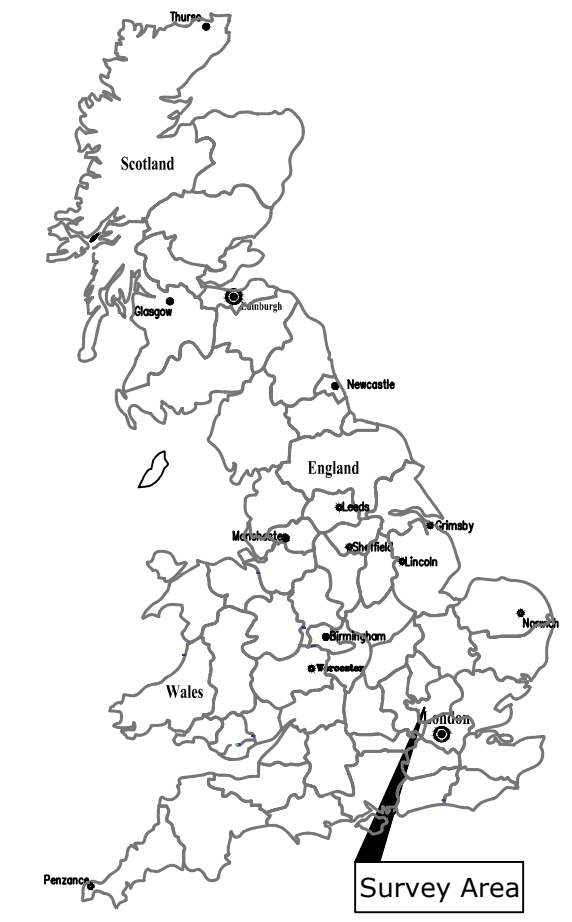 Thurso
Scotland
Edinburgh
Glasgow
Newcastle
England
Leeds
Grimsby
Manchester
Sheffield
Lincoln
Norwich
Birmingham
Worcester
Wales
London
Penzance
Survey Area